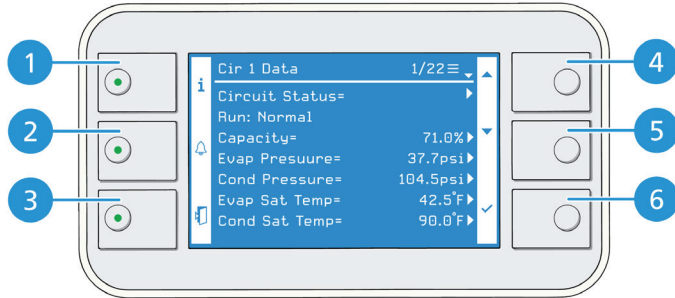 1
2
3
4
5
6
i
Cir 1 Data 1/22
Circuit Status=
Run: Normal
Capacity= 71.0%
Evap Presuure= 37.7psi
Cond Pressure= 104.5psi
Evap Sat Temp= 42.5°F
Cond Sat Temp= 90.0°F